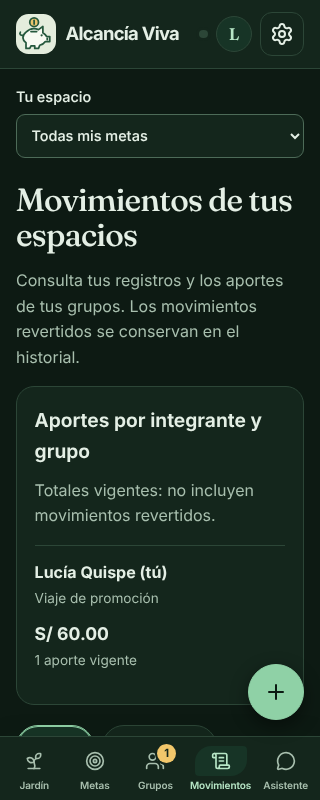 Alcancía Viva
L
Tu espacio
Todas mis metas
Movimientos de tus
espacios
Consulta tus registros y los aportes
de tus grupos. Los movimientos
revertidos se conservan en el
historial.
Aportes por integrante y
grupo
Totales vigentes: no incluyen
movimientos revertidos.
Lucía Quispe (tú)
Viaje de promoción
S/ 60.00
1 aporte vigente
+
1
Jardín
Metas
Grupos
Movimientos
Asistente